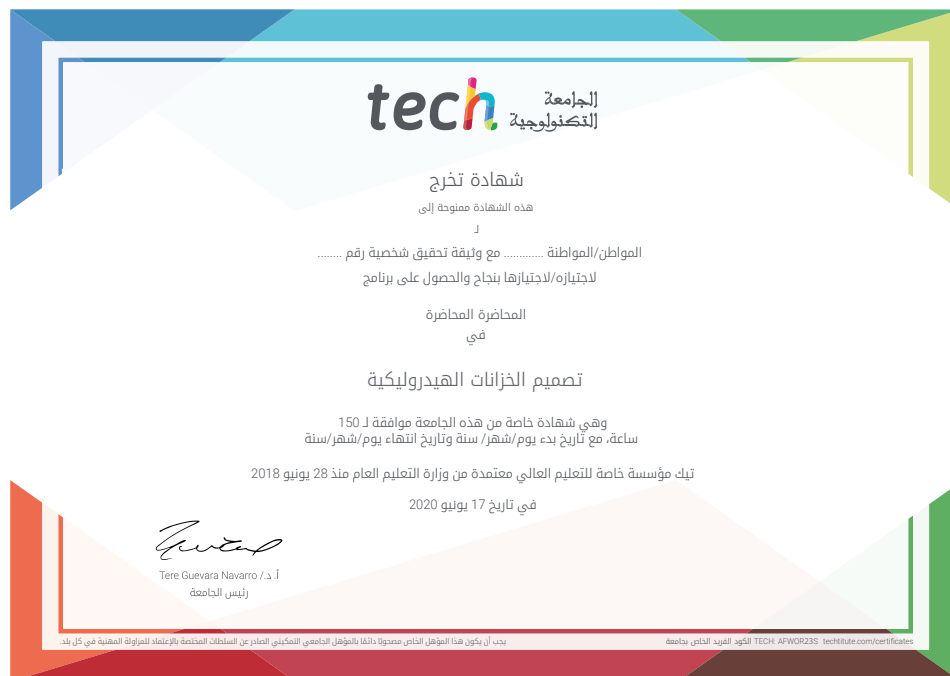 tech الجامعة
التكنولوجية
شهادة تخرج
هذه الشهادة ممنوحة إلى
لـ
المواطن/المواطنة ............. مع وثيقة تحقيق شخصية رقم ........
لاجتيازه/لاجتيازها بنجاح والحصول على برنامج
المحاضرة المحاضرة
في
تصميم الخزانات الهيدروليكية
وهي شهادة خاصة من هذه الجامعة موافقة لـ 150
ساعة، مع تاريخ بدء يوم/شهر/ سنة وتاريخ انتهاء يوم/شهر/سنة
تيك مؤسسة خاصة للتعليم العالي معتمدة من وزارة التعليم العام منذ 28 يونيو 2018
في تاريخ 17 يونيو 2020
أ. د./ Tere Guevara Navarro
رئيس الجامعة
يجب أن يكون هذا المؤهل الخاص مصحوبًا دائمًا بالمؤهل الجامعي التمكيني الصادر عن السلطات المختصة بالإعتماد للمزاولة المهنية في كل بلد.
الكود الفريد الخاص بجامعة TECH: AFWOR23S techtitute.com/certificates